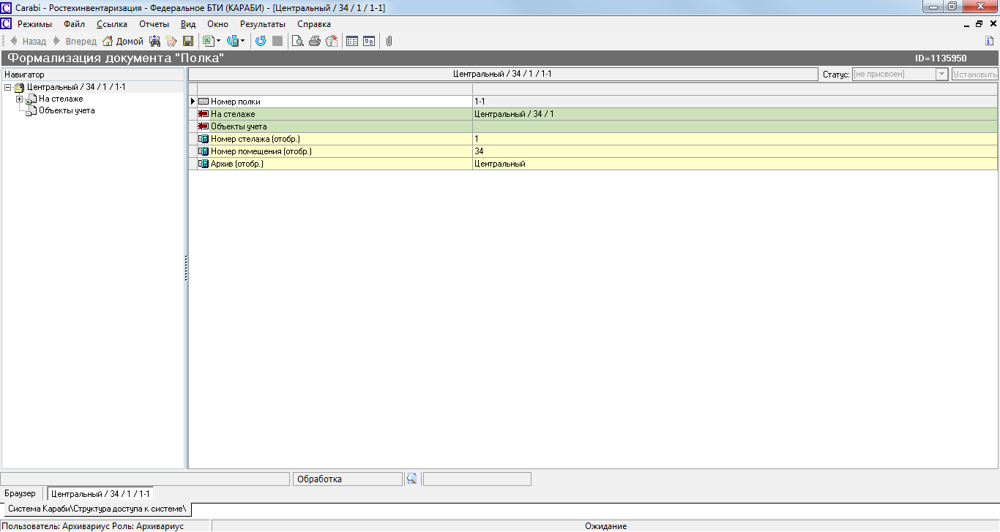 Carabi - Ростехинвентаризация - Федеральное БТИ (КАРАБИ) - [Центральный / 34 / 1 / 1-1]
Режимы Файл Ссылка Отчеты Вид Окно Результаты Справка
Назад Вперед Домой
Формализация документа "Полка" ID=1135950
Навигатор
Центральный / 34 / 1 / 1-1
На стелаже
Объекты учета
Центральный / 34 / 1 / 1-1 Статус: [не присвоен] Установить
Номер полки 1-1
На стелаже Центральный / 34 / 1
Объекты учета
Номер стелажа (отобр.) 1
Номер помещения (отобр.) 34
Архив (отобр.) Центральный
Обработка
Браузер Центральный / 34 / 1 / 1-1
Система Караби\Структура доступа к системе\
Пользователь: Архивариус Роль: Архивариус Ожидание